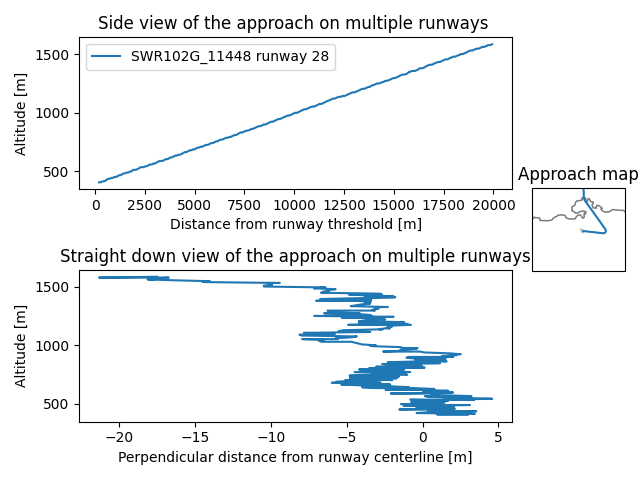 Side view of the approach on multiple runways
SWR102G_11448 runway 28
1500
1000
500
Altitude [m]
0 2500 5000 7500 10000 12500 15000 17500 20000
Distance from runway threshold [m]
Approach map
Straight down view of the approach on multiple runways
1500
1000
500
Altitude [m]
−20 −15 −10 −5 0 5
Perpendicular distance from runway centerline [m]